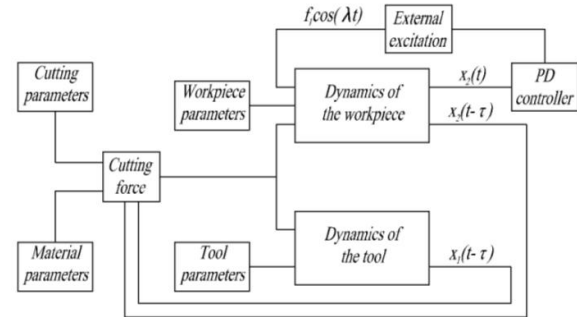 f₁cos(λt)
External
excitation
Cutting
parameters
Workpiece
parameters
Dynamics of
the workpiece
x₂(t)
PD
controller
x₂(t-τ)
Cutting
force
Material
parameters
Tool
parameters
Dynamics of
the tool
x₁(t-τ)